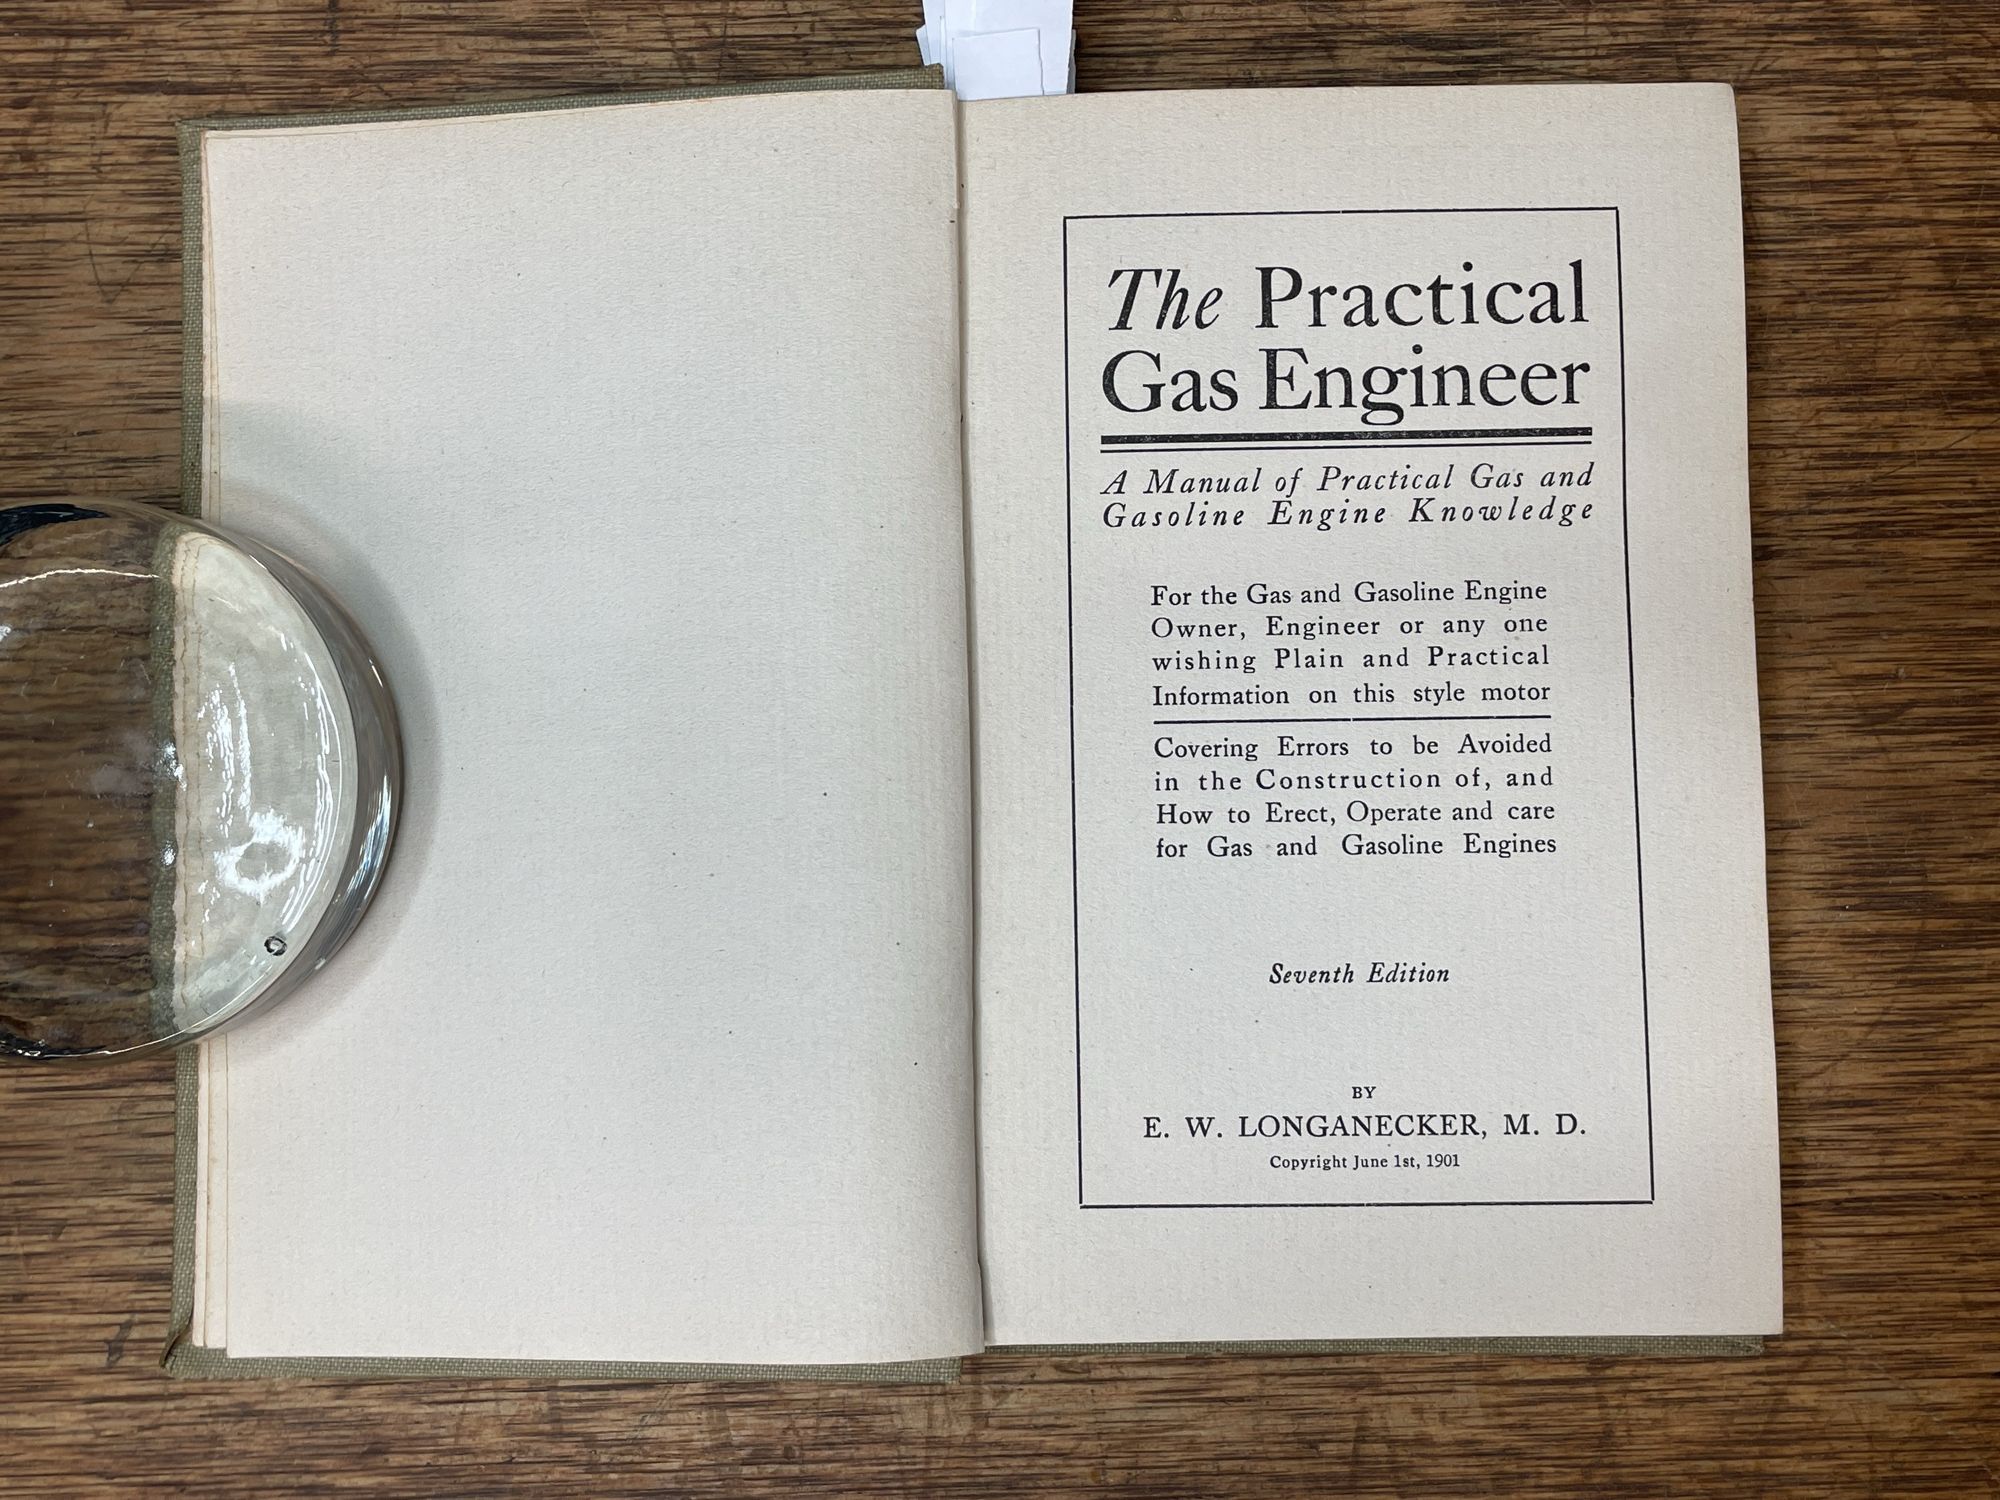 The Practical
Gas Engineer
A Manual of Practical Gas and
Gasoline Engine Knowledge
For the Gas and Gasoline Engine
Owner, Engineer or any one
wishing Plain and Practical
Information on this style motor
Covering Errors to be Avoided
in the Construction of, and
How to Erect, Operate and care
for Gas and Gasoline Engines
Seventh Edition
BY
E. W. LONGANECKER, M. D.
Copyright June 1st, 1901